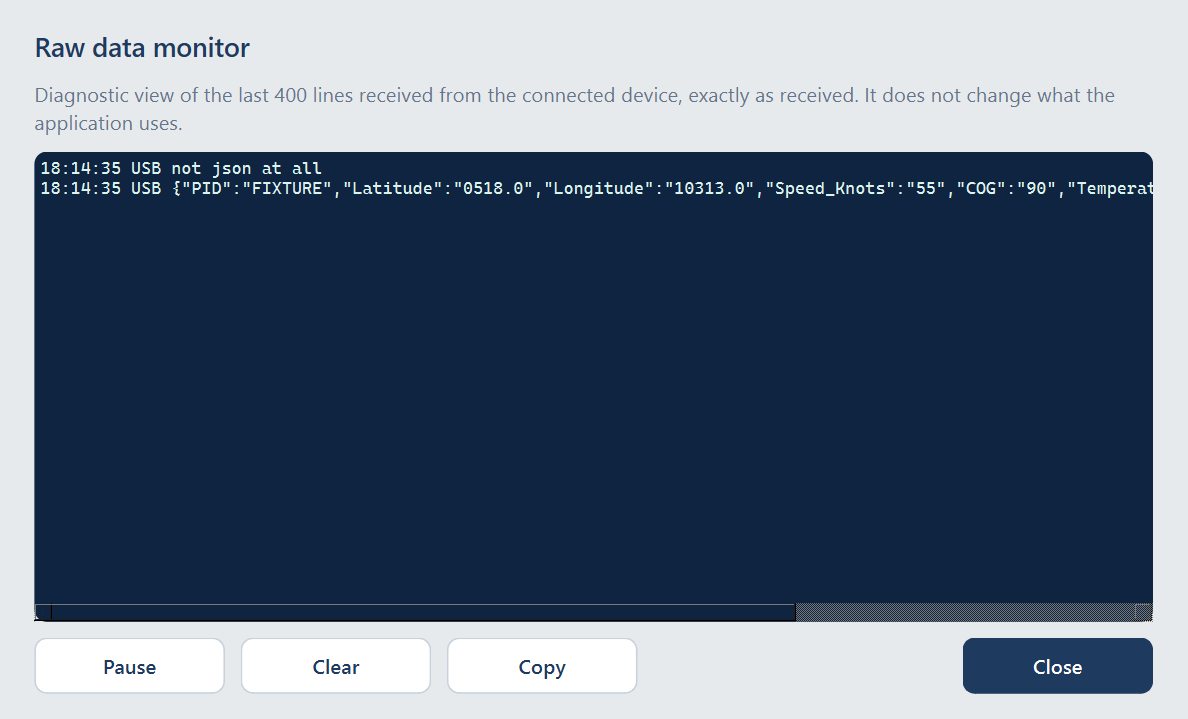 Raw data monitor
Diagnostic view of the last 400 lines received from the connected device, exactly as received. It does not change what the
application uses.
18:14:35 USB not json at all
18:14:35 USB {"PID":"FIXTURE","Latitude":"0518.0","Longitude":"10313.0","Speed_Knots":"55","COG":"90","Temperat
Pause
Clear
Copy
Close